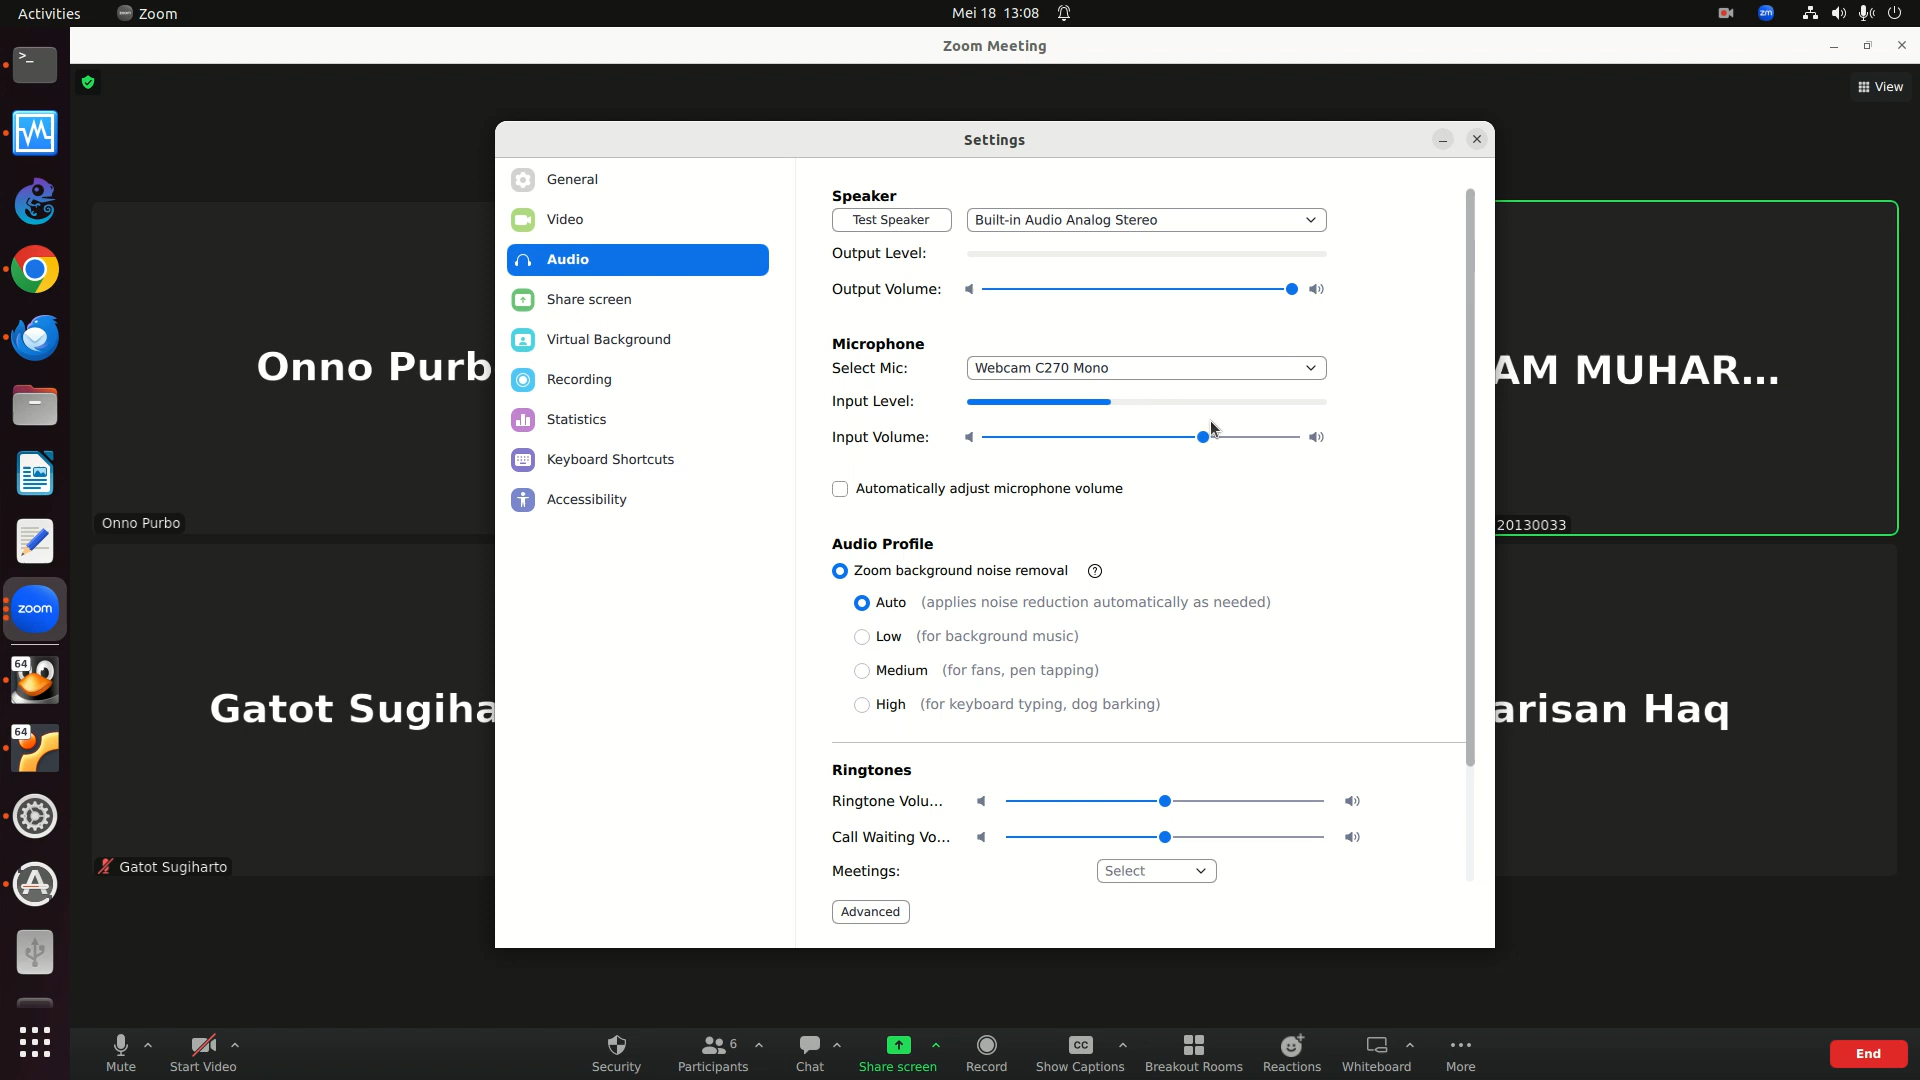 Activities
Zoom
Mei 18 13:08
zm
Zoom Meeting
View
Settings
General
Video
Audio
Share screen
Virtual Background
Recording
Statistics
Keyboard Shortcuts
Accessibility
Speaker
Test Speaker
Built-in Audio Analog Stereo
Output Level:
Output Volume:
Microphone
Select Mic:
Webcam C270 Mono
Input Level:
Input Volume:
Automatically adjust microphone volume
Audio Profile
Zoom background noise removal
Auto (applies noise reduction automatically as needed)
Low (for background music)
Medium (for fans, pen tapping)
High (for keyboard typing, dog barking)
Ringtones
Ringtone Volu...
Call Waiting Vo...
Meetings:
Select
Advanced
Onno Purb
Onno Purbo
AM MUHAR...
20130033
Gatot Sugiha
Gatot Sugiharto
arisan Haq
zoom
64
64
Mute
Start Video
Security
6
Participants
Chat
Share screen
Record
CC
Show Captions
Breakout Rooms
Reactions
Whiteboard
More
End